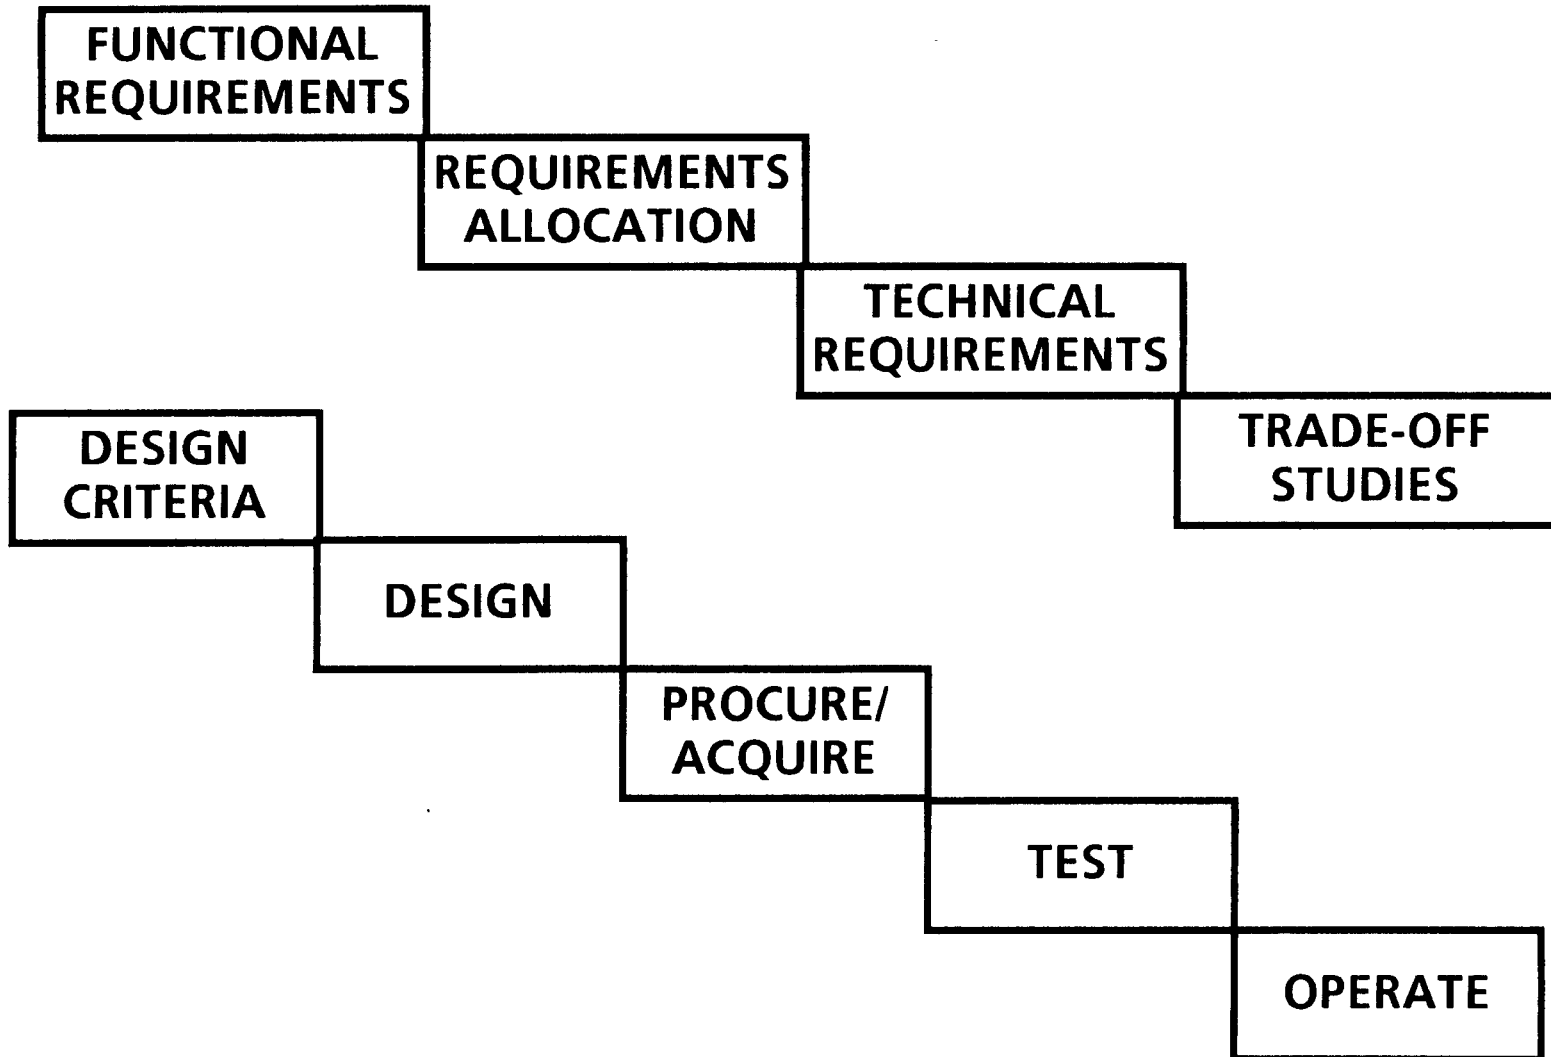 FUNCTIONAL
REQUIREMENTS
REQUIREMENTS
ALLOCATION
TECHNICAL
REQUIREMENTS
TRADE-OFF
STUDIES
DESIGN
CRITERIA
DESIGN
PROCURE/
ACQUIRE
TEST
OPERATE